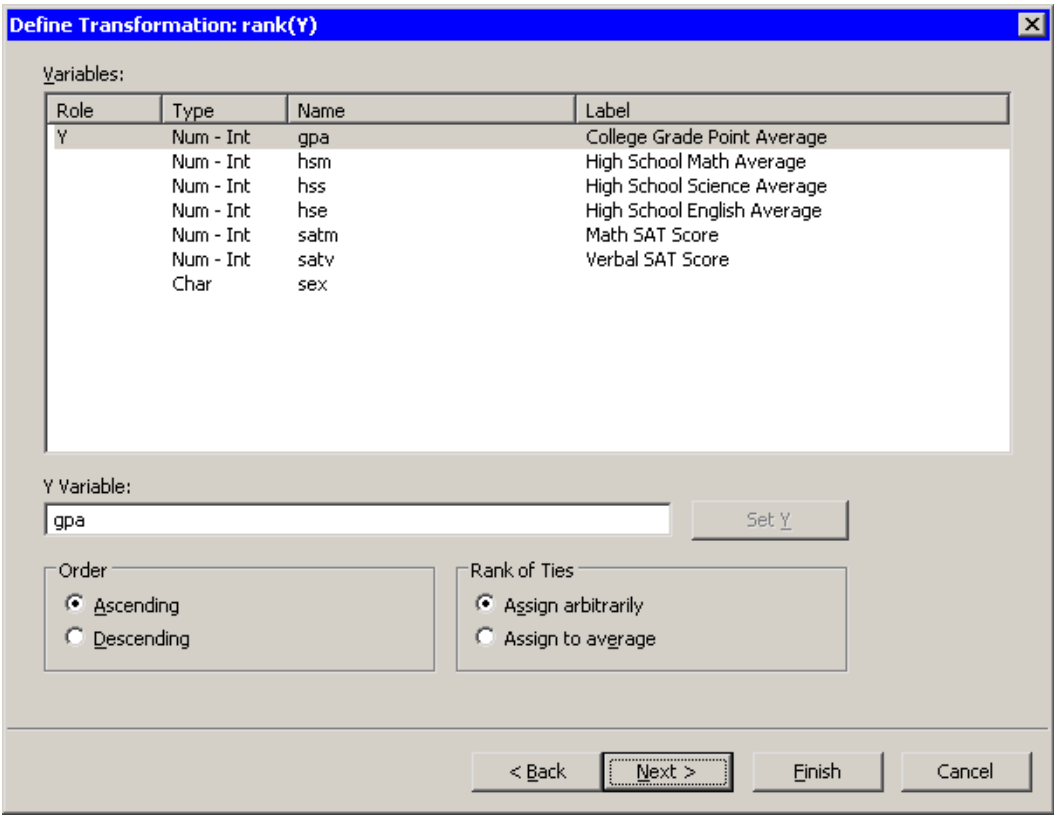 Define Transformation: rank(Y)
Variables:
Role Type Name Label
Y Num - Int gpa College Grade Point Average
Num - Int hsm High School Math Average
Num - Int hss High School Science Average
Num - Int hse High School English Average
Num - Int satm Math SAT Score
Num - Int satv Verbal SAT Score
Char sex
Y Variable:
gpa Set Y
Order Rank of Ties
Ascending Assign arbitrarily
Descending Assign to average
< Back Next > Finish Cancel